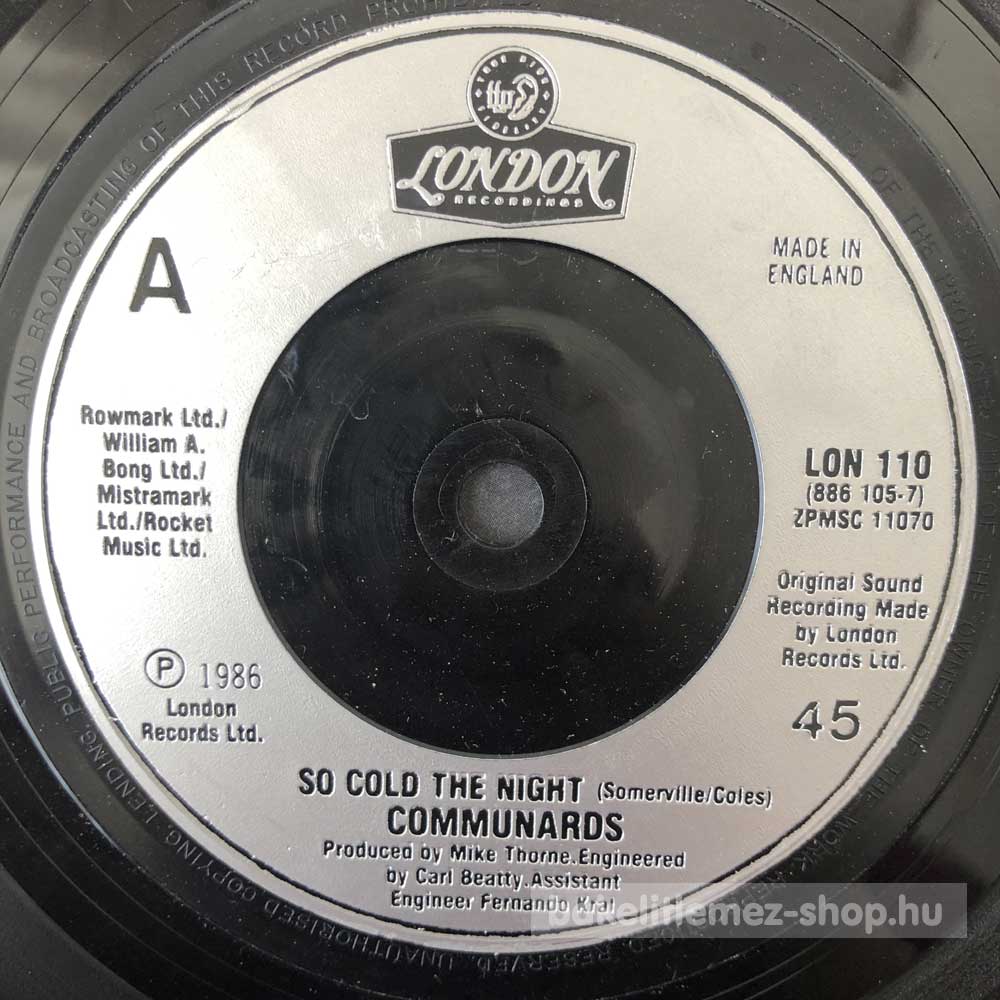 LONDON
RECORDINGS
A
MADE IN
ENGLAND
Rowmark Ltd./
William A.
Bong Ltd./
Mistramark
Ltd./Rocket
Music Ltd.
LON 110
(886 105-7)
ZPMSC 11070
Original Sound
Recording Made
by London
Records Ltd.
℗ 1986
London
Records Ltd.
45
SO COLD THE NIGHT (Somerville/Coles)
COMMUNARDS
Produced by Mike Thorne. Engineered
by Carl Beatty. Assistant
Engineer Fernando Kral
bakelitlemez-shop.hu
UNAUTHORISED COPYING LENDING PUBLIC PERFORMANCE AND BROADCASTING OF THIS RECORD PROHIBITED.